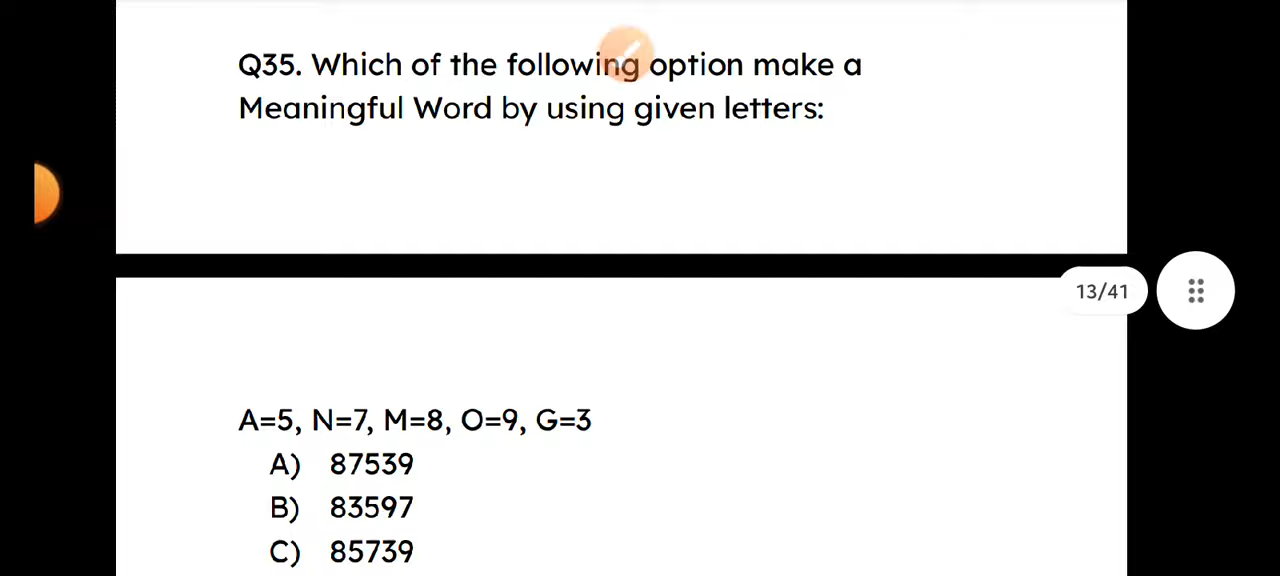 Q35. Which of the following option make a
Meaningful Word by using given letters:
13/41
A=5, N=7, M=8, O=9, G=3
A) 87539
B) 83597
C) 85739